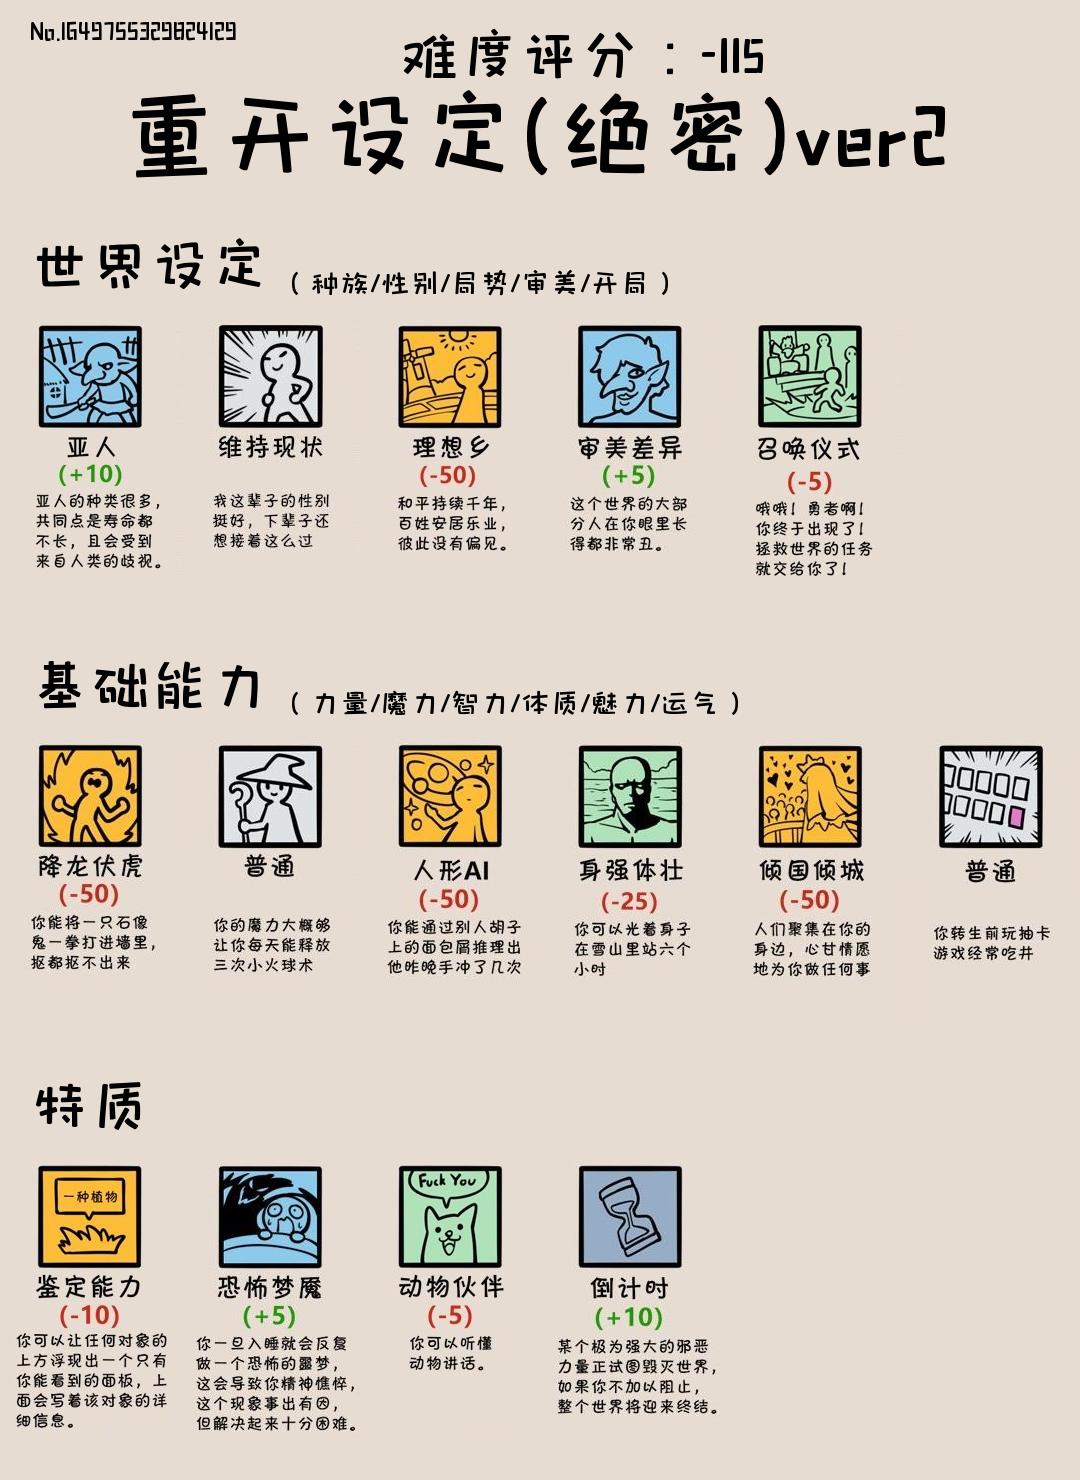 No.1649755329824129
难度评分：-115
重开设定(绝密)ver2
世界设定（种族/性别/局势/审美/开局）
亚人
(+10)
亚人的种类很多，
共同点是寿命都
不长，且会受到
来自人类的歧视。
维持现状
我这辈子的性别
挺好，下辈子还
想接着这么过
理想乡
(-50)
和平持续千年，
百姓安居乐业，
彼此没有偏见。
审美差异
(+5)
这个世界的大部
分人在你眼里长
得都非常丑。
召唤仪式
(-5)
哦哦！勇者啊！
你终于出现了！
拯救世界的任务
就交给你了！
基础能力（力量/魔力/智力/体质/魅力/运气）
降龙伏虎
(-50)
你能将一只石像
鬼一拳打进墙里，
抠都抠不出来
普通
你的魔力大概够
让你每天能释放
三次小火球术
人形AI
(-50)
你能通过别人胡子
上的面包屑推理出
他昨晚手冲了几次
身强体壮
(-25)
你可以光着身子
在雪山里站六个
小时
倾国倾城
(-50)
人们聚集在你的
身边，心甘情愿
地为你做任何事
普通
你转生前玩抽卡
游戏经常吃井
特质
一种植物
鉴定能力
(-10)
你可以让任何对象的
上方浮现出一个只有
你能看到的面板，上
面会写着该对象的详
细信息。
恐怖梦魇
(+5)
你一旦入睡就会反复
做一个恐怖的噩梦，
这会导致你精神憔悴，
这个现象事出有因，
但解决起来十分困难。
Fuck You
动物伙伴
(-5)
你可以听懂
动物讲话。
倒计时
(+10)
某个极为强大的邪恶
力量正试图毁灭世界，
如果你不加以阻止，
整个世界将迎来终结。